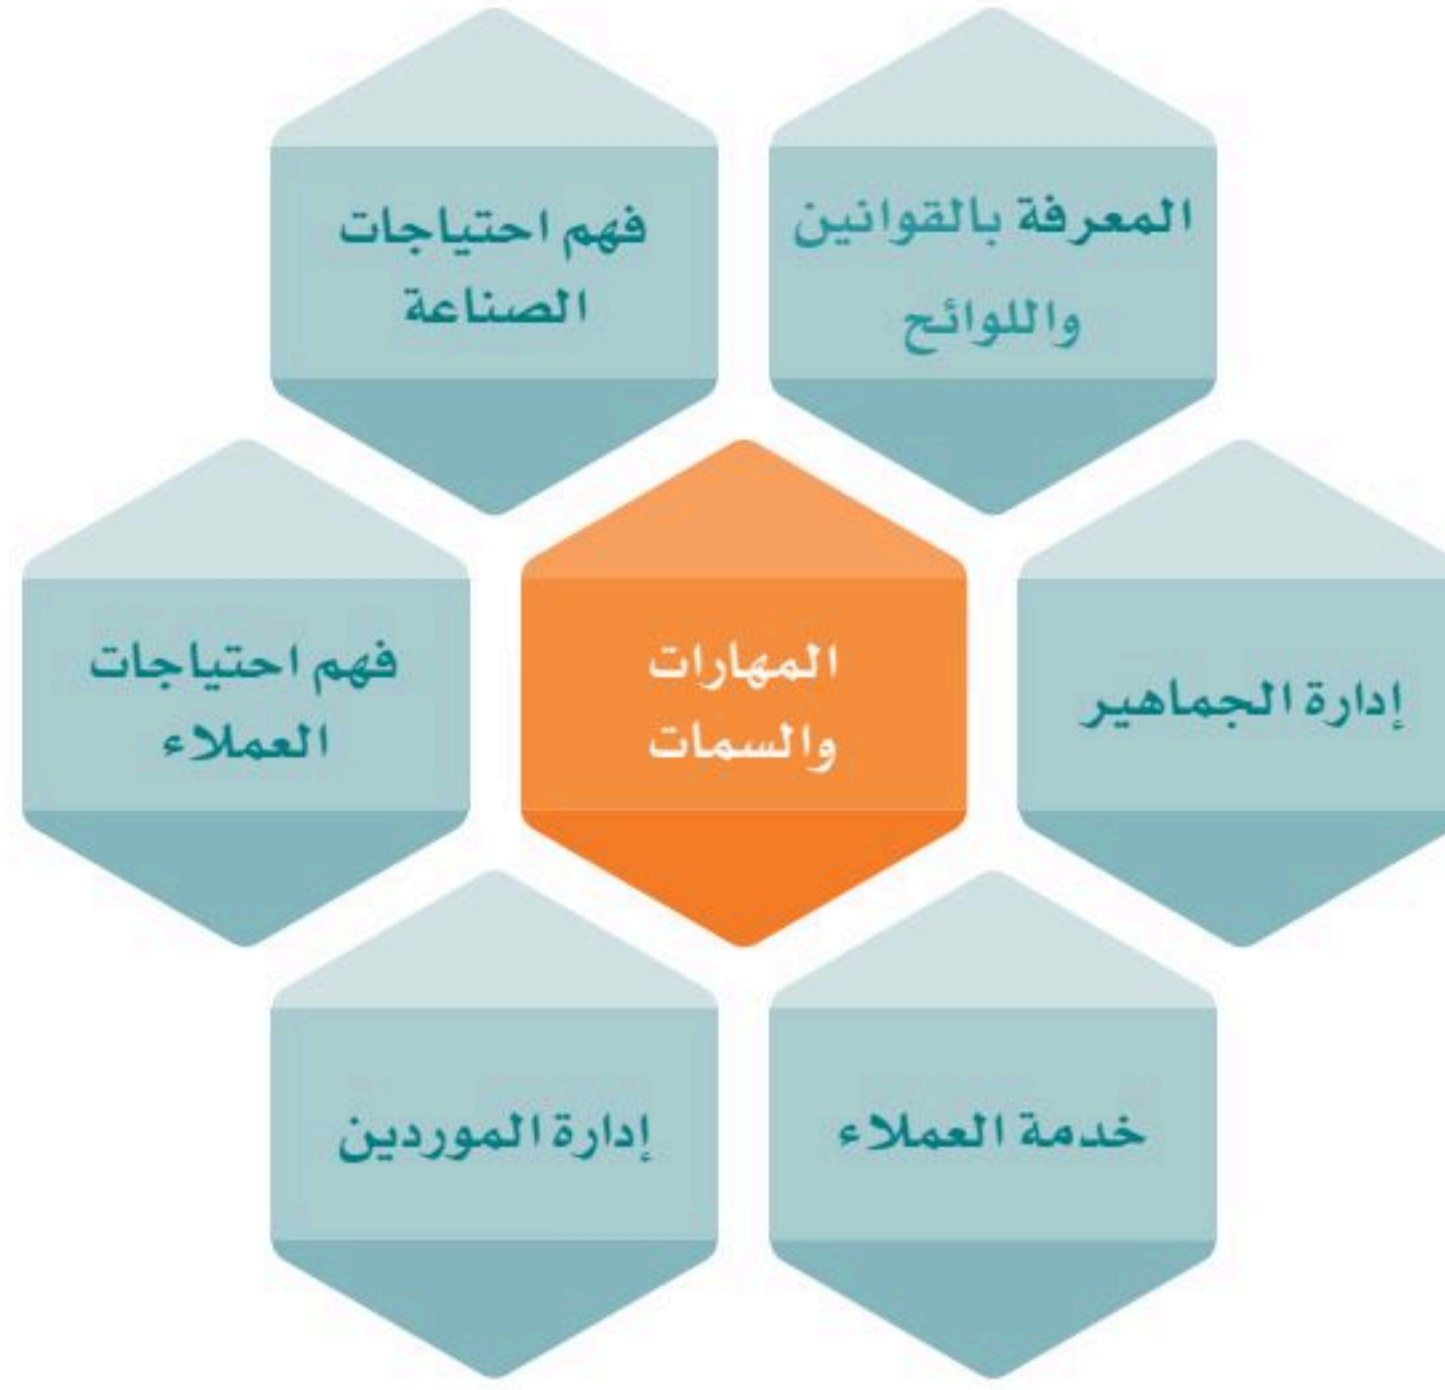 المعرفة بالقوانين
واللوائح
فهم احتياجات
الصناعة
إدارة الجماهير
المهارات
والسمات
فهم احتياجات
العملاء
خدمة العملاء
إدارة الموردين